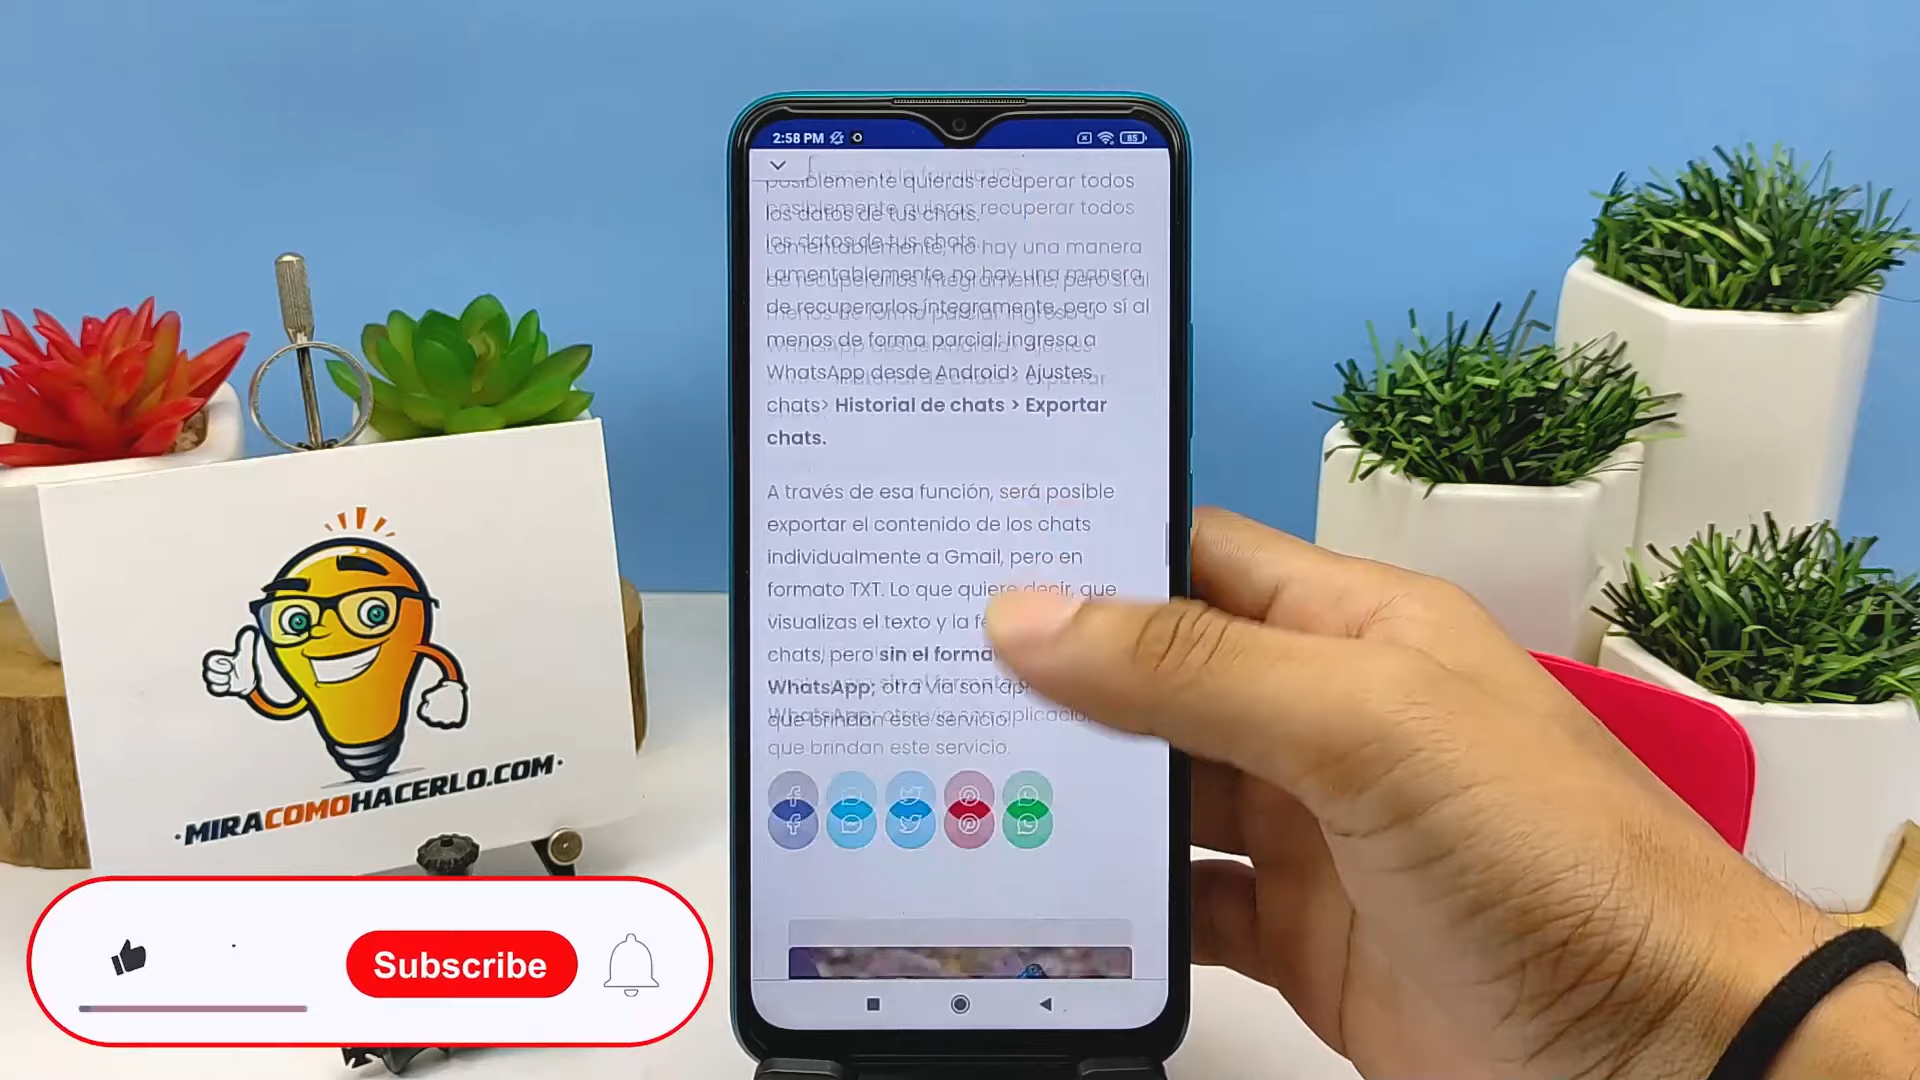 2:58 PM
85
posiblemente quieras recuperar todos
los datos de tus chats.
Lamentablemente, no hay una manera
de recuperarlos íntegramente, pero sí al
menos de forma parcial; ingresa a
WhatsApp desde Android> Ajustes
chats> Historial de chats > Exportar
chats.
A través de esa función, será posible
exportar el contenido de los chats
individualmente a Gmail, pero en
formato TXT. Lo que quiere decir, que
visualizas el texto y la
chats, pero sin el
WhatsApp; otra vía son
que brindan este servicio.
·MIRACOMOHACERLO.COM·
Subscribe